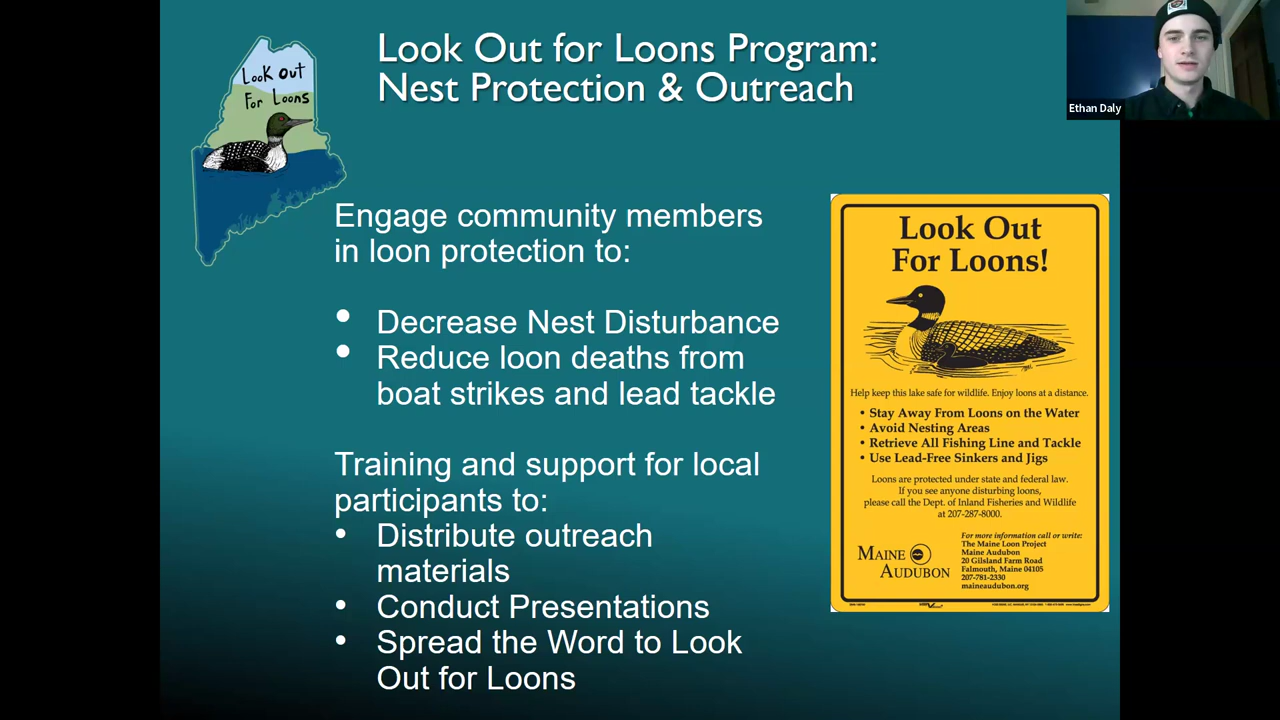 Look Out for Loons Program:
Nest Protection & Outreach
Ethan Daly
Look Out
For Loons
Engage community members
in loon protection to:
• Decrease Nest Disturbance
• Reduce loon deaths from
boat strikes and lead tackle
Training and support for local
participants to:
• Distribute outreach
materials
• Conduct Presentations
• Spread the Word to Look
Out for Loons
Look Out
For Loons!
Help keep this lake safe for wildlife. Enjoy loons at a distance.
• Stay Away From Loons on the Water
• Avoid Nesting Areas
• Retrieve All Fishing Line and Tackle
• Use Lead-Free Sinkers and Jigs
Loons are protected under state and federal law.
If you see anyone disturbing loons,
please call the Dept. of Inland Fisheries and Wildlife
at 207-287-8000.
MAINE
AUDUBON
For more information call or write:
The Maine Loon Project
Maine Audubon
20 Gilsland Farm Road
Falmouth, Maine 04105
207-781-2330
maineaudubon.org